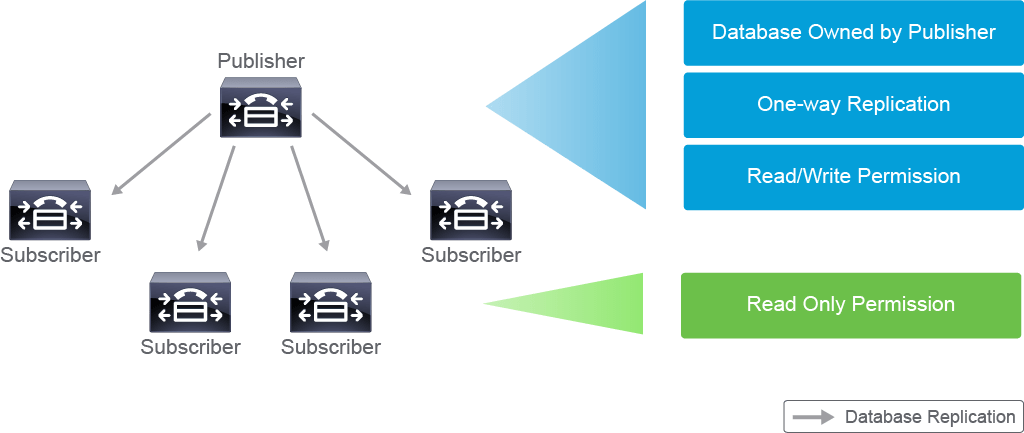 Publisher
Subscriber
Subscriber
Subscriber
Subscriber
Database Owned by Publisher
One-way Replication
Read/Write Permission
Read Only Permission
Database Replication